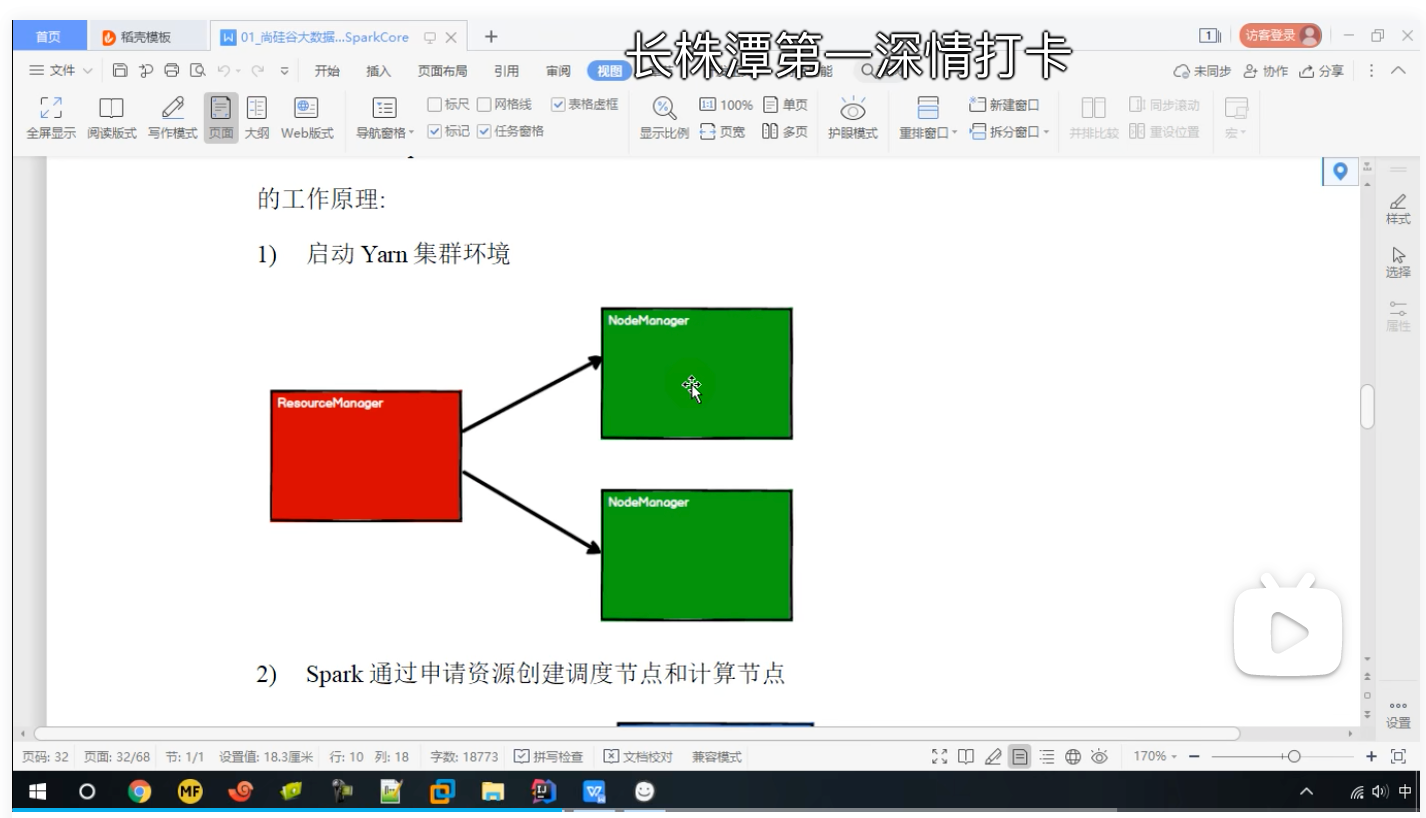 首页 稻壳模板 01_尚硅谷大数据...SparkCore 访客登录
长株潭第一深情打卡
文件 开始 插入 页面布局 引用 审阅 视图 能 未同步 协作 分享
标尺 网格线 表格虚框 100% 单页 新建窗口 同步滚动
全屏显示 阅读版式 写作模式 页面 大纲 Web版式 导航窗格 标记 任务窗格 显示比例 页宽 多页 护眼模式 重排窗口 拆分窗口 并排比较 重设位置 宏
的工作原理:
1) 启动 Yarn 集群环境
NodeManager
ResourceManager
NodeManager
2) Spark 通过申请资源创建调度节点和计算节点
样式
选择
属性
设置
页码: 32 页面: 32/68 节: 1/1 设置值: 18.3厘米 行: 10 列: 18 字数: 18773 拼写检查 文档校对 兼容模式 170%
MF 中